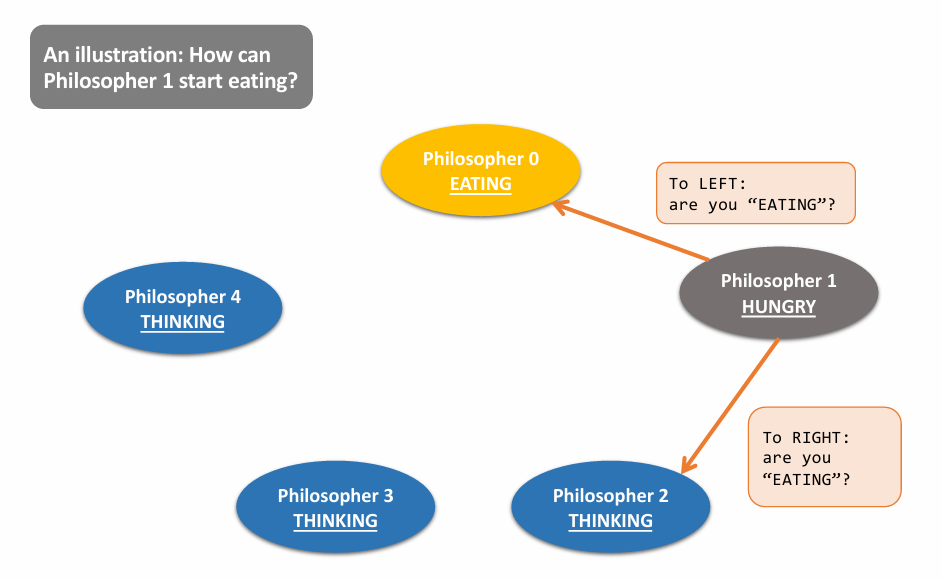 An illustration: How can
Philosopher 1 start eating?
Philosopher 0
EATING
To LEFT:
are you “EATING”?
Philosopher 1
HUNGRY
Philosopher 4
THINKING
To RIGHT:
are you
“EATING”?
Philosopher 3
THINKING
Philosopher 2
THINKING